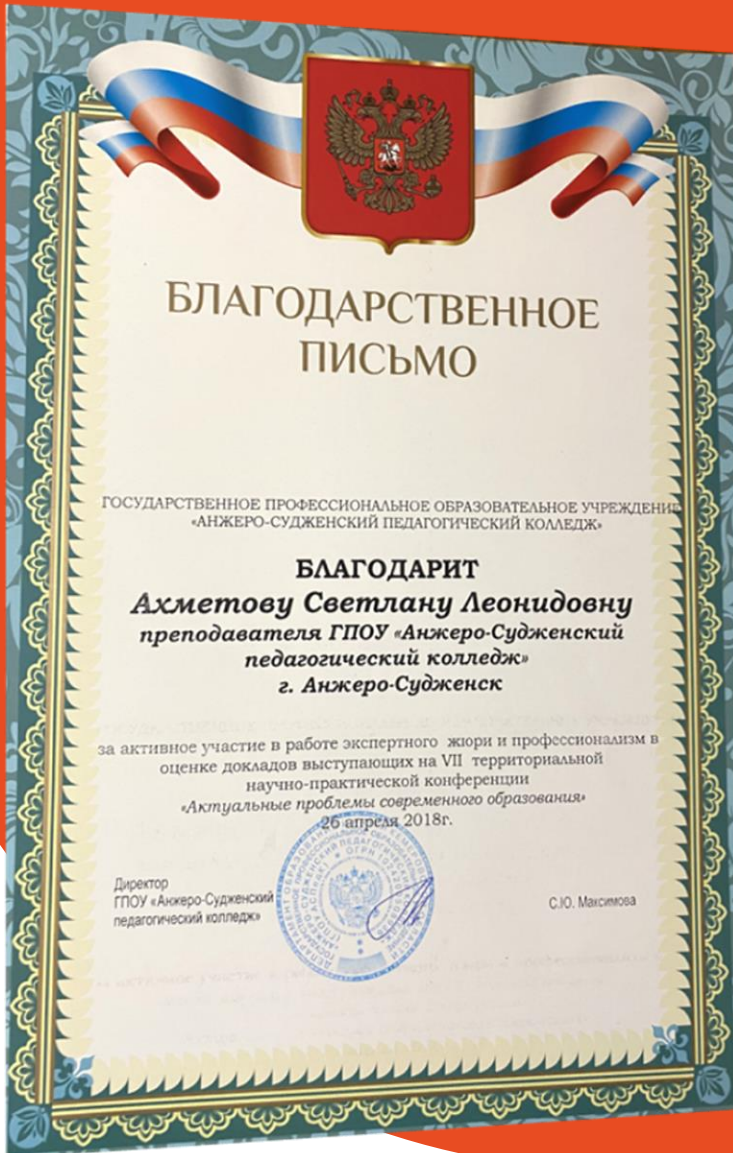 БЛАГОДАРСТВЕННОЕ
ПИСЬМО
ГОСУДАРСТВЕННОЕ ПРОФЕССИОНАЛЬНОЕ ОБРАЗОВАТЕЛЬНОЕ УЧРЕЖДЕНИЕ
«АНЖЕРО-СУДЖЕНСКИЙ ПЕДАГОГИЧЕСКИЙ КОЛЛЕДЖ»
БЛАГОДАРИТ
Ахметову Светлану Леонидовну
преподавателя ГПОУ «Анжеро-Судженский
педагогический колледж»
г. Анжеро-Судженск
за активное участие в работе экспертного жюри и профессионализм в
оценке докладов выступающих на VII территориальной
научно-практической конференции
«Актуальные проблемы современного образования»
26 апреля 2018г.
Директор
ГПОУ «Анжеро-Судженский
педагогический колледж»
С.Ю. Максимова